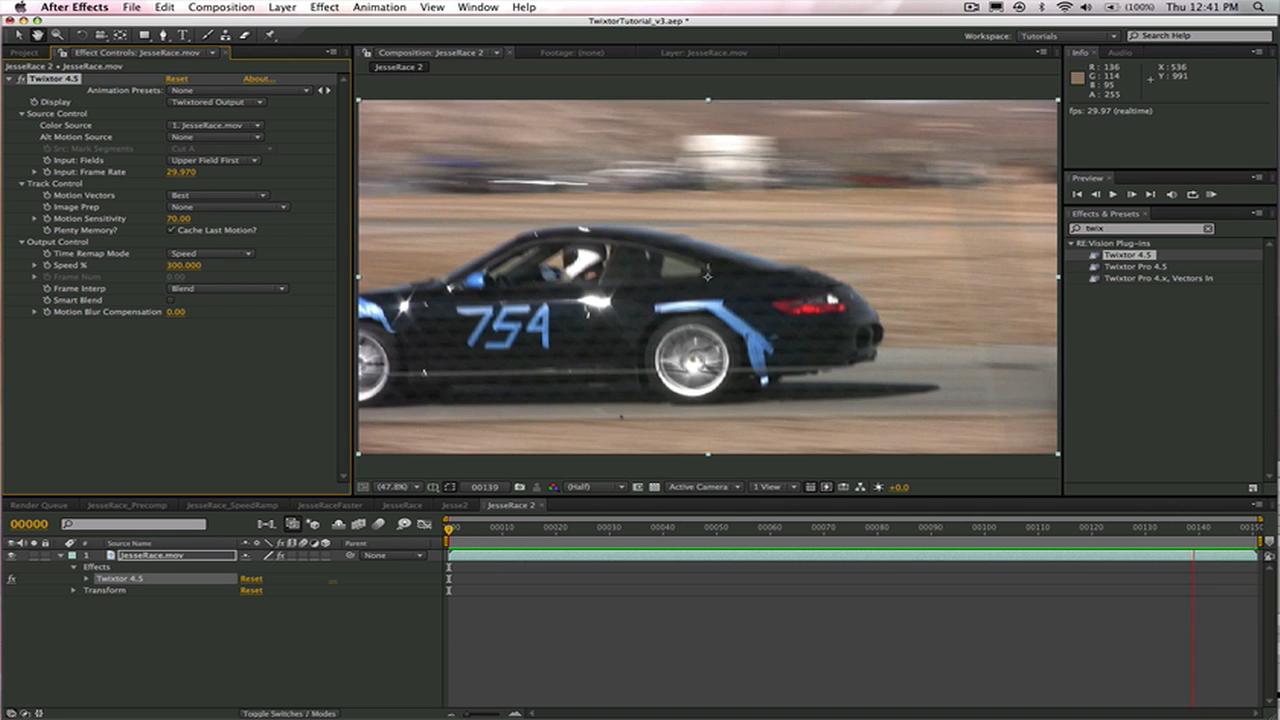 After Effects File Edit Composition Layer Effect Animation View Window Help (100%) Thu 12:41 PM
TwixtorTutorial_v3.aep *
Workspace: Tutorials Search Help
Project Effect Controls: JesseRace.mov
JesseRace 2 • JesseRace.mov
fx Twixtor 4.5 Reset About...
Animation Presets: None
Display Twixtored Output
Source Control
Color Source 1. JesseRace.mov
Alt Motion Source None
Src: Mark Segments Cut A
Input: Fields Upper Field First
Input: Frame Rate 29.970
Track Control
Motion Vectors Best
Image Prep None
Motion Sensitivity 70.00
Plenty Memory? Cache Last Motion?
Output Control
Time Remap Mode Speed
Speed % 300.000
Frame Num 0.00
Frame Interp Blend
Smart Blend
Motion Blur Compensation 0.00
Composition: JesseRace 2 Footage: (none) Layer: JesseRace.mov
JesseRace 2
754
(47.8%) 00139 (Half) Active Camera 1 View +0.0
Info Audio
R: 136 X: 536
G: 114 Y: 991
B: 95
A: 255
fps: 29.97 (realtime)
Preview
Effects & Presets
twix
RE:Vision Plug-ins
Twixtor 4.5
Twixtor Pro 4.5
Twixtor Pro 4.x, Vectors In
Render Queue JesseRace_Precomp JesseRace_SpeedRamp JesseRaceFaster JesseRace Jesse2 JesseRace 2
00000
00010 00020 00030 00040 00050 00060 00070 00080 00090 00100 00110 00120 00130 00140
# Source Name Parent
1 JesseRace.mov None
Effects
fx Twixtor 4.5 Reset
Transform Reset
Toggle Switches / Modes